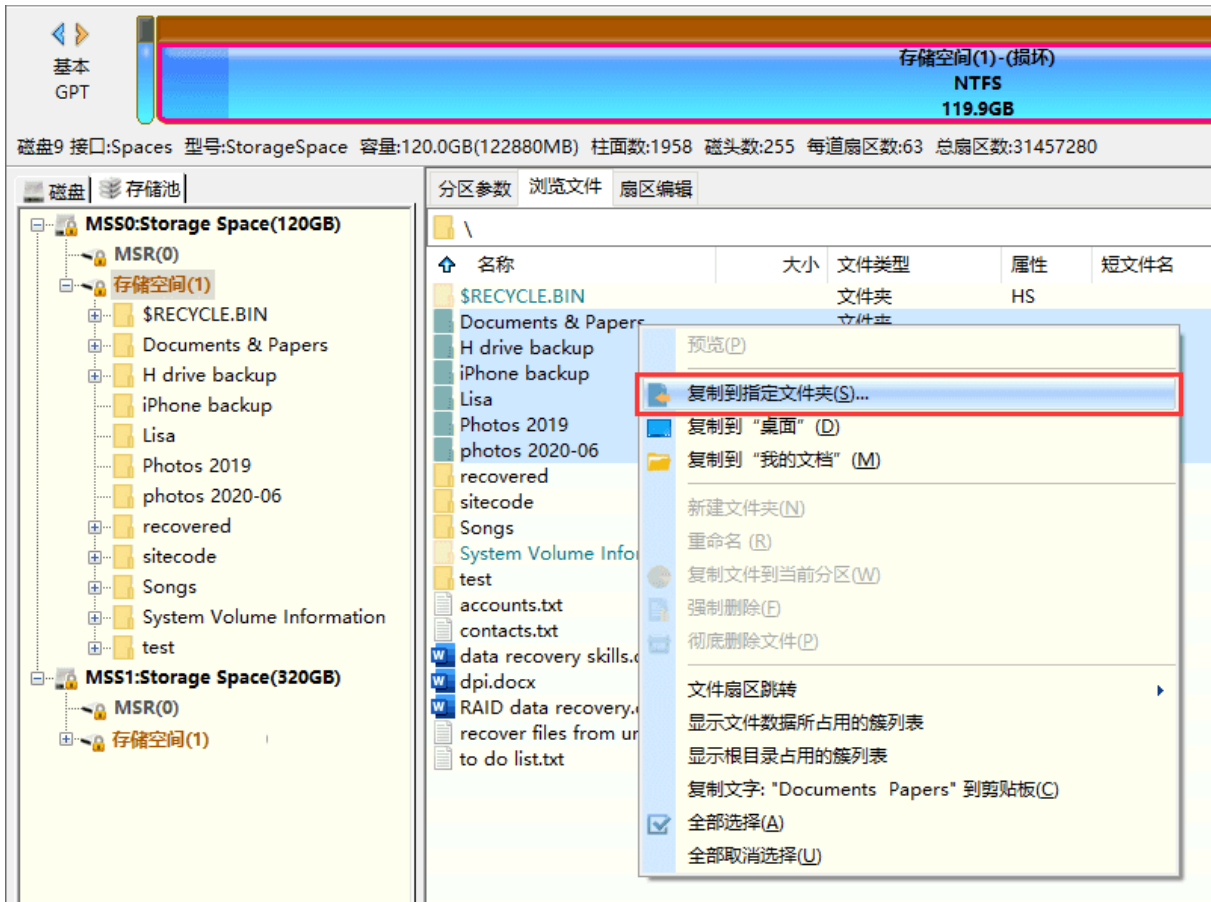 基本
GPT
存储空间(1)-(损坏)
NTFS
119.9GB
磁盘9 接口:Spaces 型号:StorageSpace 容量:120.0GB(122880MB) 柱面数:1958 磁头数:255 每道扇区数:63 总扇区数:31457280
磁盘 存储池
MSS0:Storage Space(120GB)
MSR(0)
存储空间(1)
$RECYCLE.BIN
Documents & Papers
H drive backup
iPhone backup
Lisa
Photos 2019
photos 2020-06
recovered
sitecode
Songs
System Volume Information
test
MSS1:Storage Space(320GB)
MSR(0)
存储空间(1)
分区参数 浏览文件 扇区编辑
\
名称 大小 文件类型 属性 短文件名
$RECYCLE.BIN 文件夹 HS
Documents & Papers 文件夹
H drive backup
iPhone backup
Lisa
Photos 2019
photos 2020-06
recovered
sitecode
Songs
System Volume Infor
test
accounts.txt
contacts.txt
data recovery skills.d
dpi.docx
RAID data recovery.d
recover files from un
to do list.txt
预览(P)
复制到指定文件夹(S)...
复制到“桌面”(D)
复制到“我的文档”(M)
新建文件夹(N)
重命名 (R)
复制文件到当前分区(W)
强制删除(F)
彻底删除文件(P)
文件扇区跳转
显示文件数据所占用的簇列表
显示根目录占用的簇列表
复制文字: "Documents  Papers" 到剪贴板(C)
全部选择(A)
全部取消选择(U)